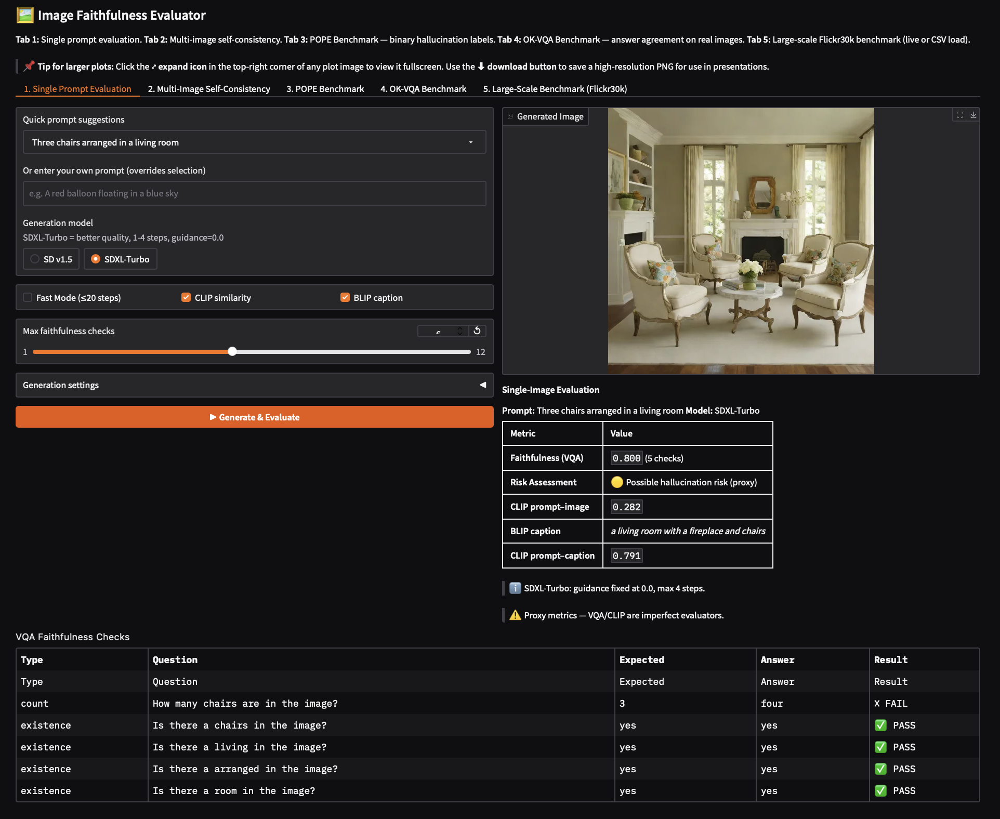 Image Faithfulness Evaluator
Tab 1: Single prompt evaluation. Tab 2: Multi-image self-consistency. Tab 3: POPE Benchmark — binary hallucination labels. Tab 4: OK-VQA Benchmark — answer agreement on real images. Tab 5: Large-scale Flickr30k benchmark (live or CSV load).
📌 Tip for larger plots: Click the ⤢ expand icon in the top-right corner of any plot image to view it fullscreen. Use the ⬇ download button to save a high-resolution PNG for use in presentations.
1. Single Prompt Evaluation 2. Multi-Image Self-Consistency 3. POPE Benchmark 4. OK-VQA Benchmark 5. Large-Scale Benchmark (Flickr30k)
Quick prompt suggestions
Three chairs arranged in a living room
Or enter your own prompt (overrides selection)
e.g. A red balloon floating in a blue sky
Generation model
SDXL-Turbo = better quality, 1-4 steps, guidance=0.0
SD v1.5 SDXL-Turbo
Fast Mode (≤20 steps) CLIP similarity BLIP caption
Max faithfulness checks
1 12
Generation settings
▶ Generate & Evaluate
Generated Image
Single-Image Evaluation
Prompt: Three chairs arranged in a living room Model: SDXL-Turbo
Metric Value
Faithfulness (VQA) 0.800 (5 checks)
Risk Assessment 🟡 Possible hallucination risk (proxy)
CLIP prompt–image 0.282
BLIP caption a living room with a fireplace and chairs
CLIP prompt–caption 0.791
ℹ️ SDXL-Turbo: guidance fixed at 0.0, max 4 steps.
⚠️ Proxy metrics — VQA/CLIP are imperfect evaluators.
VQA Faithfulness Checks
Type Question Expected Answer Result
Type Question Expected Answer Result
count How many chairs are in the image? 3 four X FAIL
existence Is there a chairs in the image? yes yes ✅ PASS
existence Is there a living in the image? yes yes ✅ PASS
existence Is there a arranged in the image? yes yes ✅ PASS
existence Is there a room in the image? yes yes ✅ PASS